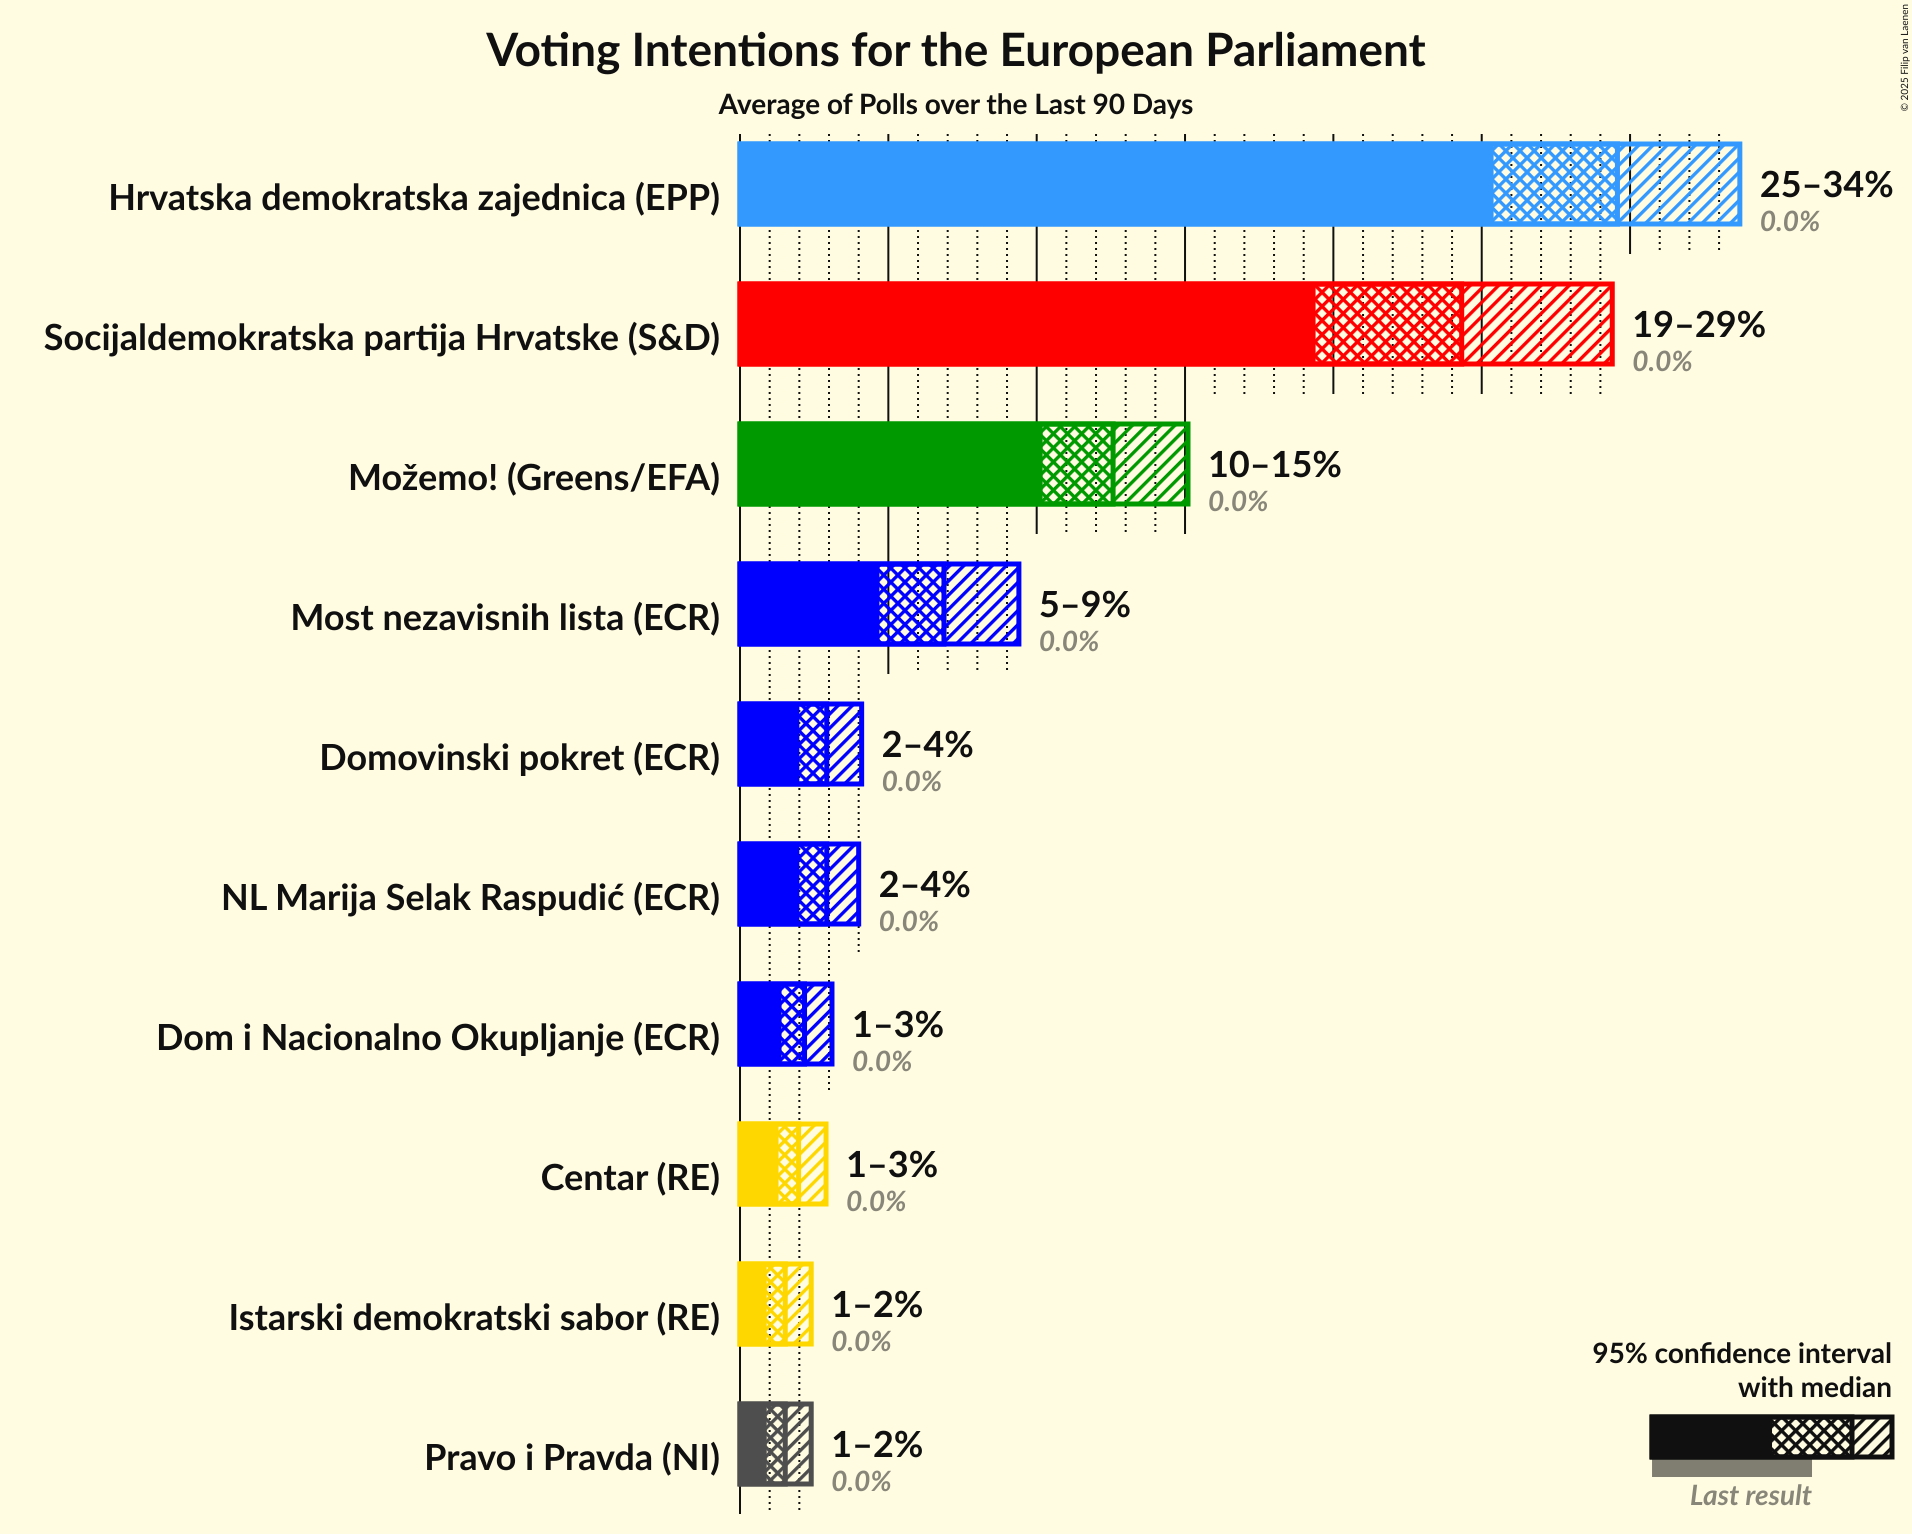 Voting Intentions for the European Parliament
Average of Polls over the Last 90 Days
© 2025 Filip van Laenen
Hrvatska demokratska zajednica (EPP)
25–34%
0.0%
Socijaldemokratska partija Hrvatske (S&D)
19–29%
0.0%
Možemo! (Greens/EFA)
10–15%
0.0%
Most nezavisnih lista (ECR)
5–9%
0.0%
Domovinski pokret (ECR)
2–4%
0.0%
NL Marija Selak Raspudić (ECR)
2–4%
0.0%
Dom i Nacionalno Okupljanje (ECR)
1–3%
0.0%
Centar (RE)
1–3%
0.0%
Istarski demokratski sabor (RE)
1–2%
0.0%
Pravo i Pravda (NI)
1–2%
0.0%
95% confidence interval
with median
Last result